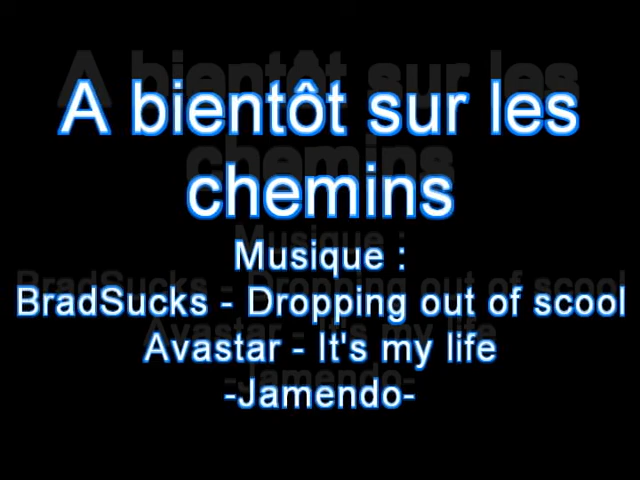 A bientôt sur les
chemins
Musique :
BradSucks - Dropping out of scool
Avastar - It's my life
-Jamendo-